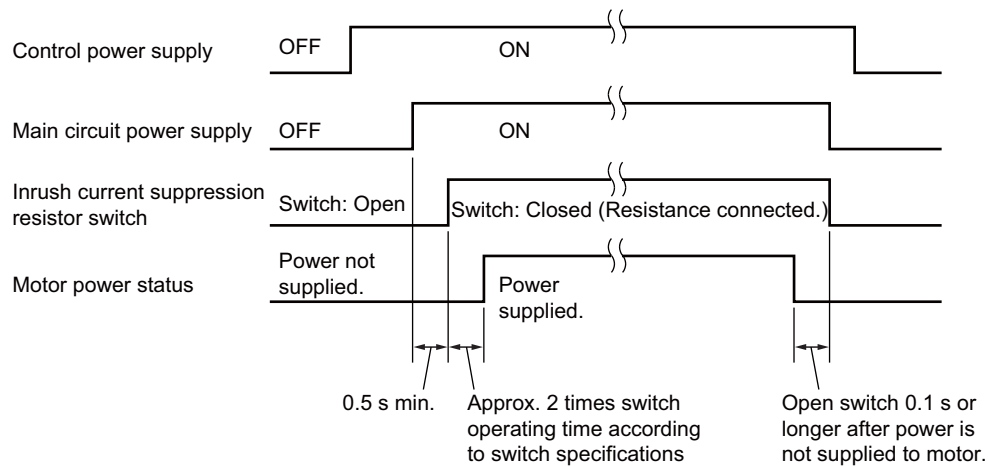 Control power supply
OFF
ON
Main circuit power supply
OFF
ON
Inrush current suppression
resistor switch
Switch: Open
Switch: Closed (Resistance connected.)
Motor power status
Power not
supplied.
Power
supplied.
0.5 s min.
Approx. 2 times switch
operating time according
to switch specifications
Open switch 0.1 s or
longer after power is
not supplied to motor.